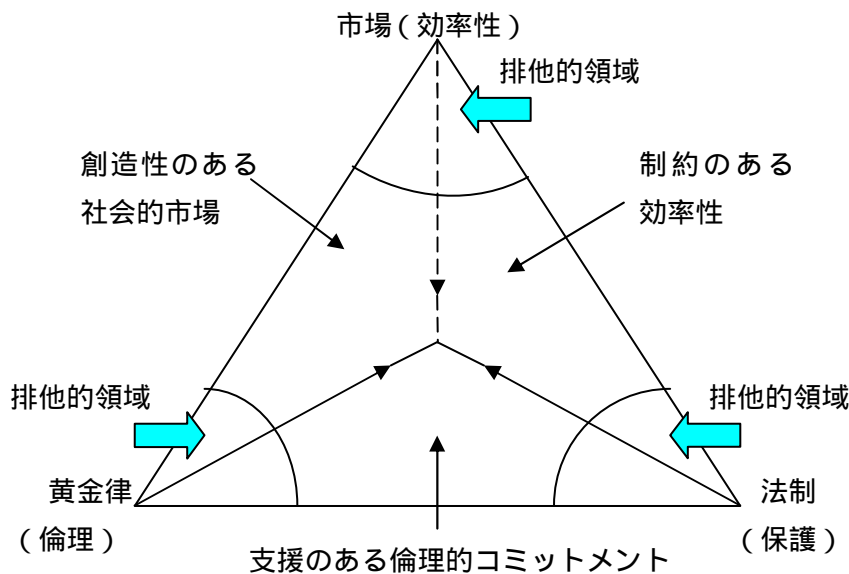 市場(効率性)
排他的領域
創造性のある
社会的市場
制約のある
効率性
排他的領域
排他的領域
黄金律
(倫理)
法制
(保護)
支援のある倫理的コミットメント